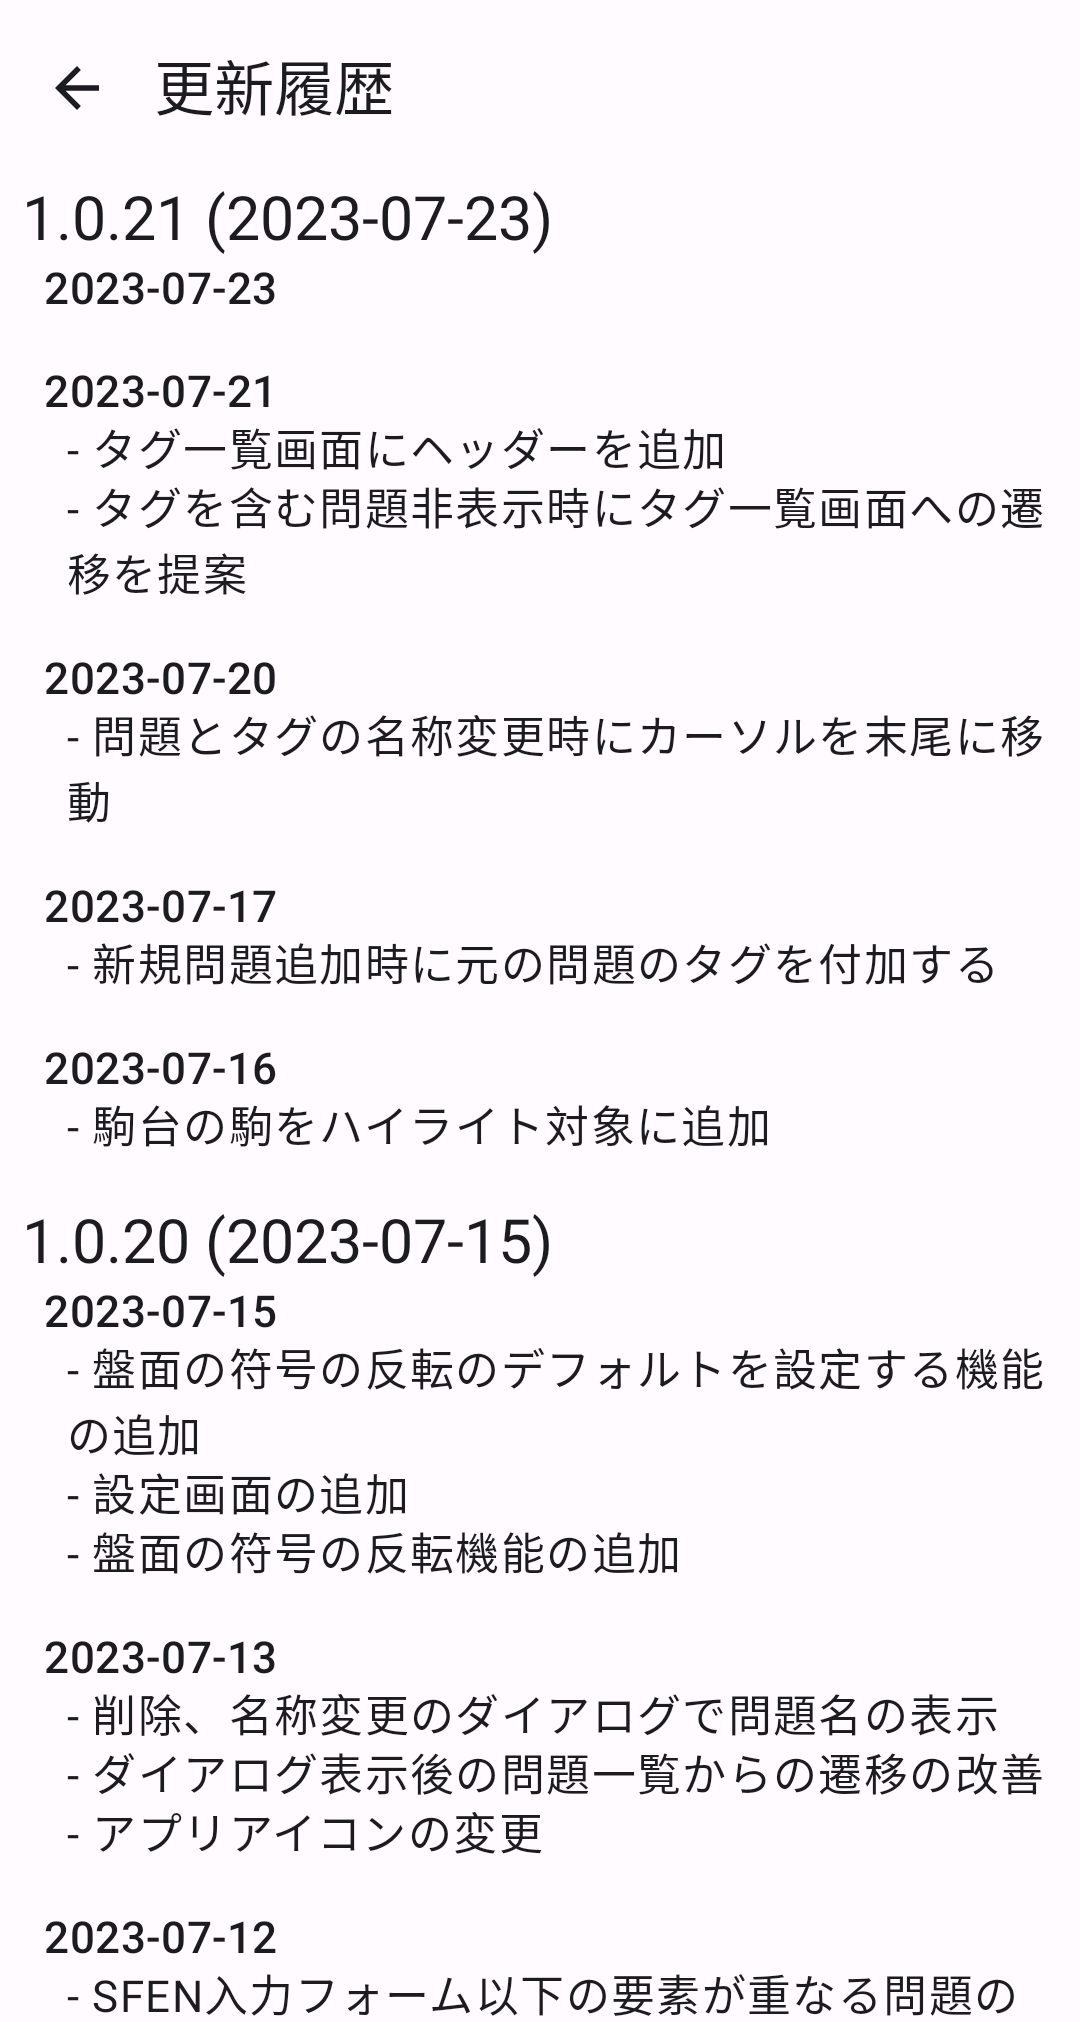 更新履歴
1.0.21 (2023-07-23)
2023-07-23
2023-07-21
- タグ一覧画面にヘッダーを追加
- タグを含む問題非表示時にタグ一覧画面への遷
移を提案
2023-07-20
- 問題とタグの名称変更時にカーソルを末尾に移
動
2023-07-17
- 新規問題追加時に元の問題のタグを付加する
2023-07-16
- 駒台の駒をハイライト対象に追加
1.0.20 (2023-07-15)
2023-07-15
- 盤面の符号の反転のデフォルトを設定する機能
の追加
- 設定画面の追加
- 盤面の符号の反転機能の追加
2023-07-13
- 削除、名称変更のダイアログで問題名の表示
- ダイアログ表示後の問題一覧からの遷移の改善
- アプリアイコンの変更
2023-07-12
- SFEN入力フォーム以下の要素が重なる問題の